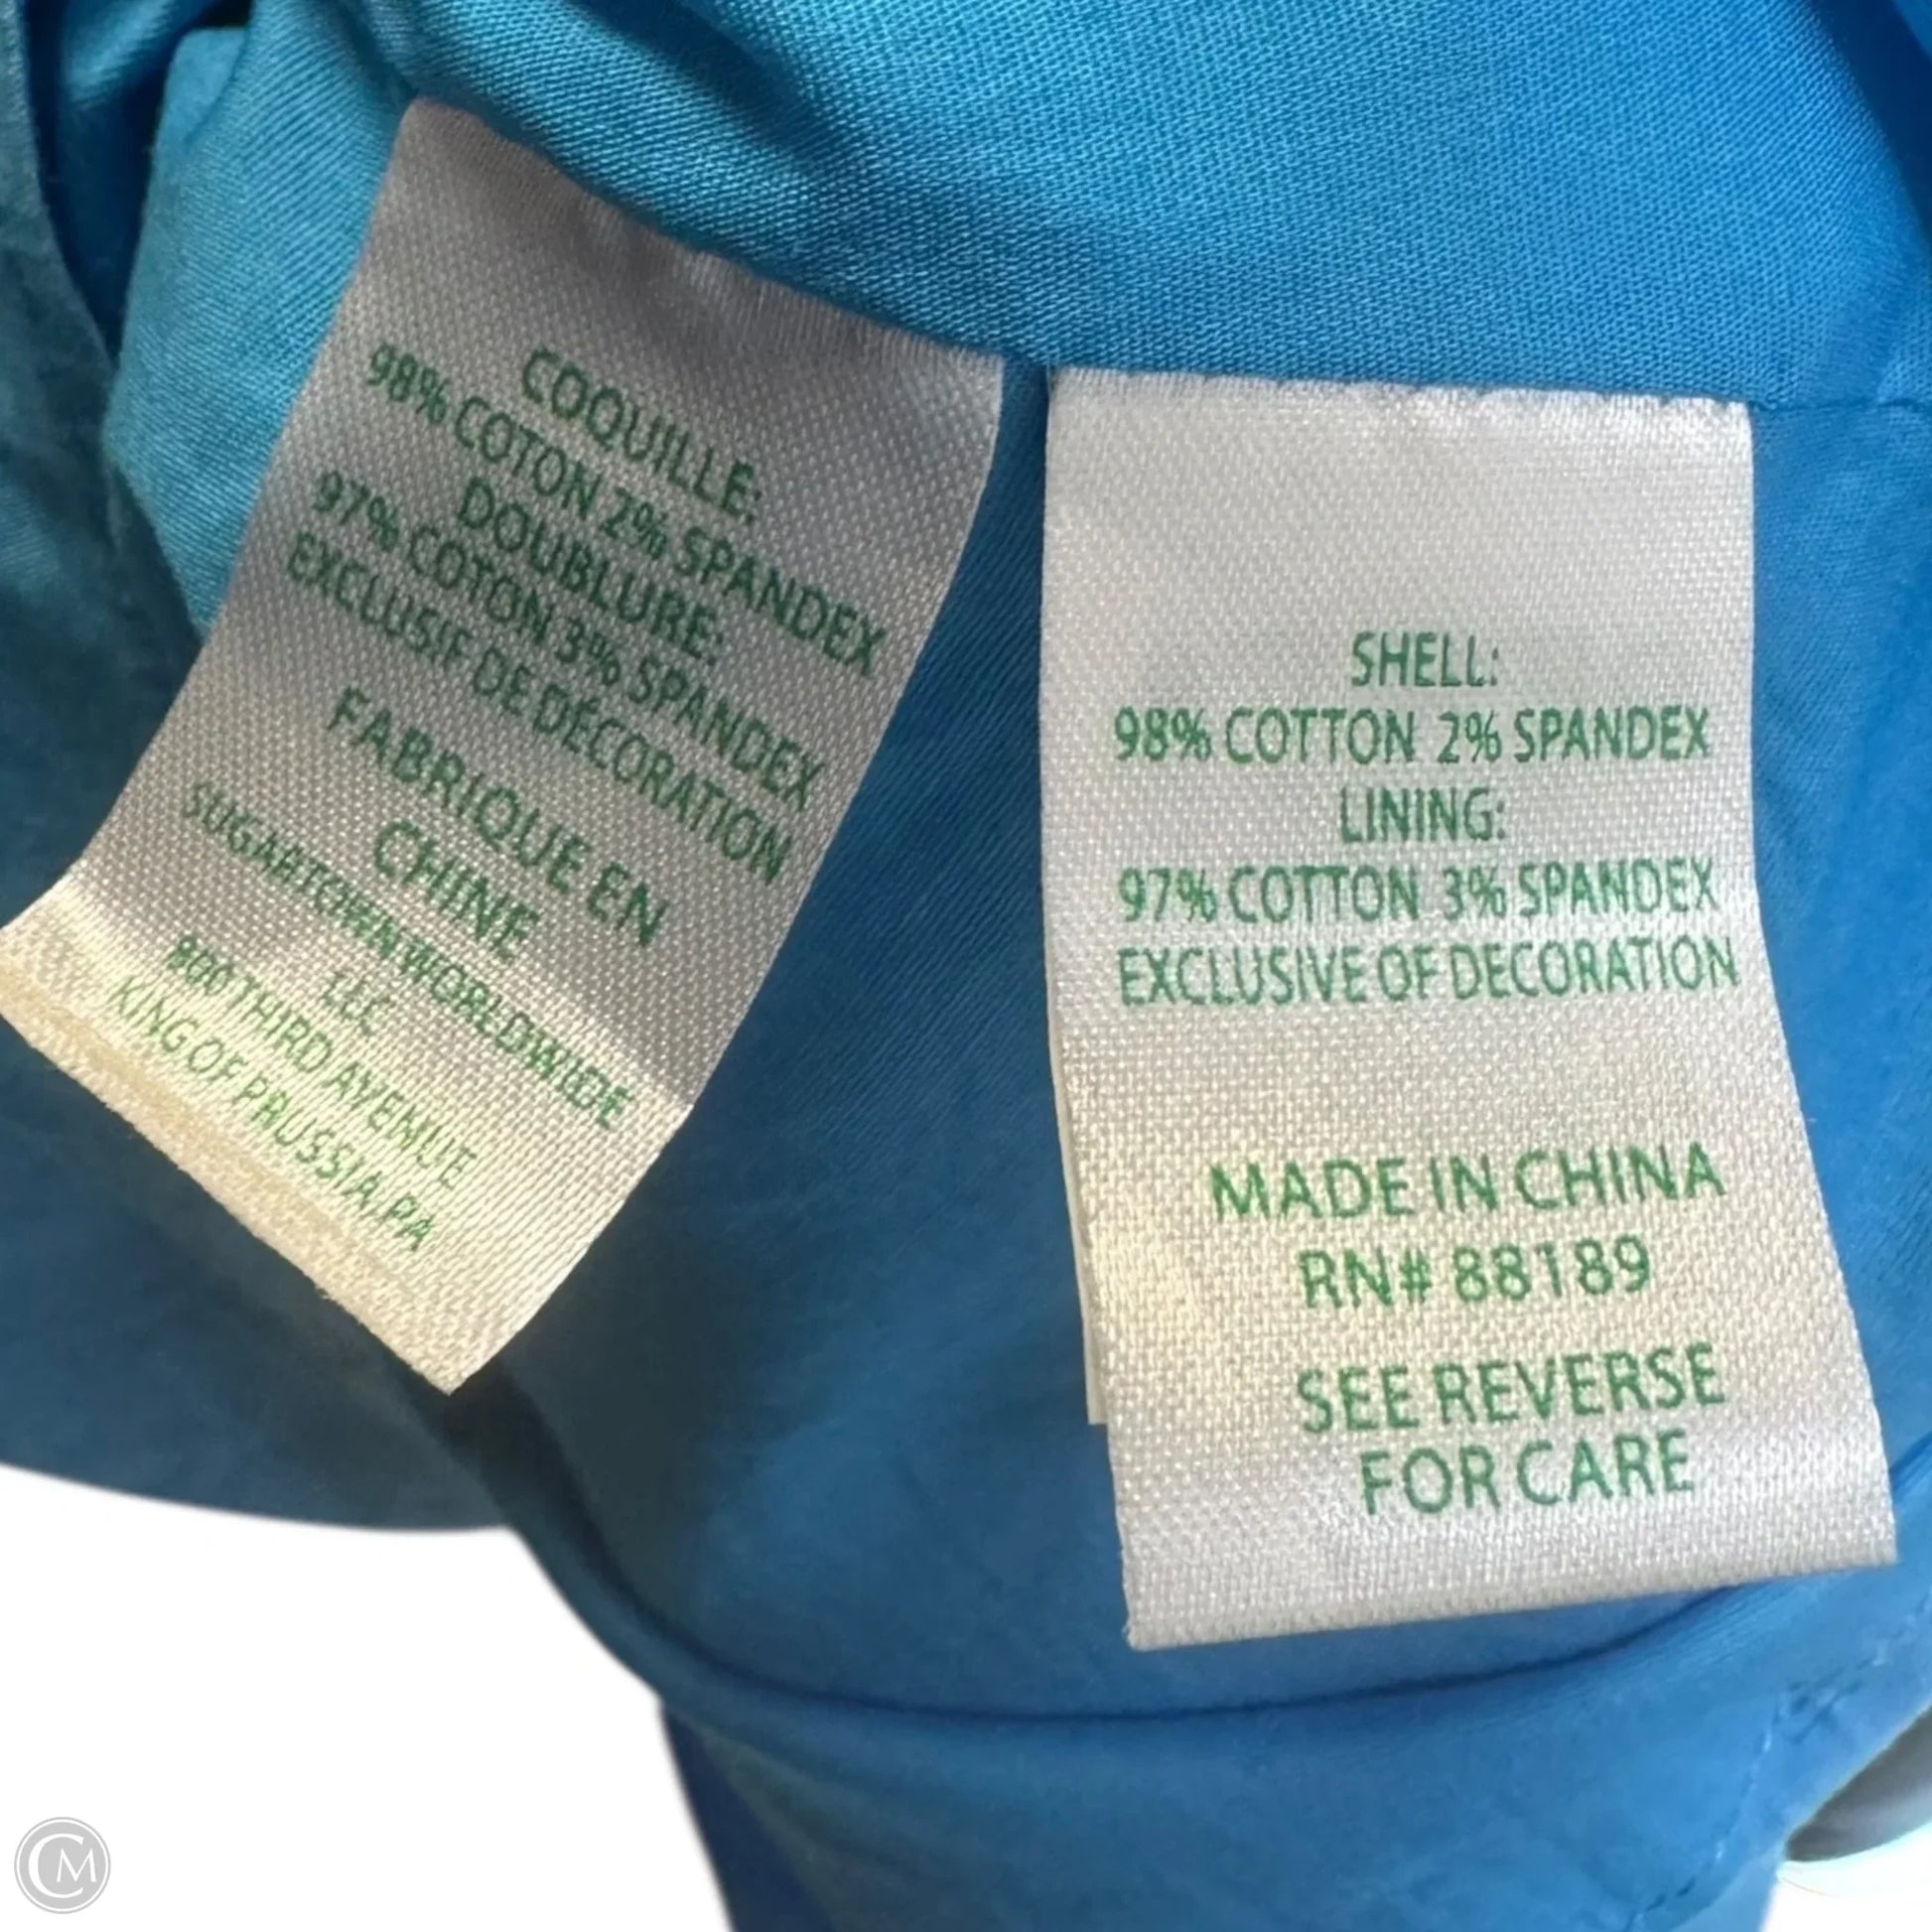 COQUILLE:
98% COTON 2% SPANDEX
DOUBLURE:
97% COTON 3% SPANDEX
EXCLUSIF DE DÉCORATION
FABRIQUE EN
CHINE
SUGARTOWN WORLDWIDE
LLC
800 THIRD AVENUE
KING OF PRUSSIA, PA
SHELL:
98% COTTON 2% SPANDEX
LINING:
97% COTTON 3% SPANDEX
EXCLUSIVE OF DECORATION
MADE IN CHINA
RN# 88189
SEE REVERSE
FOR CARE
CM